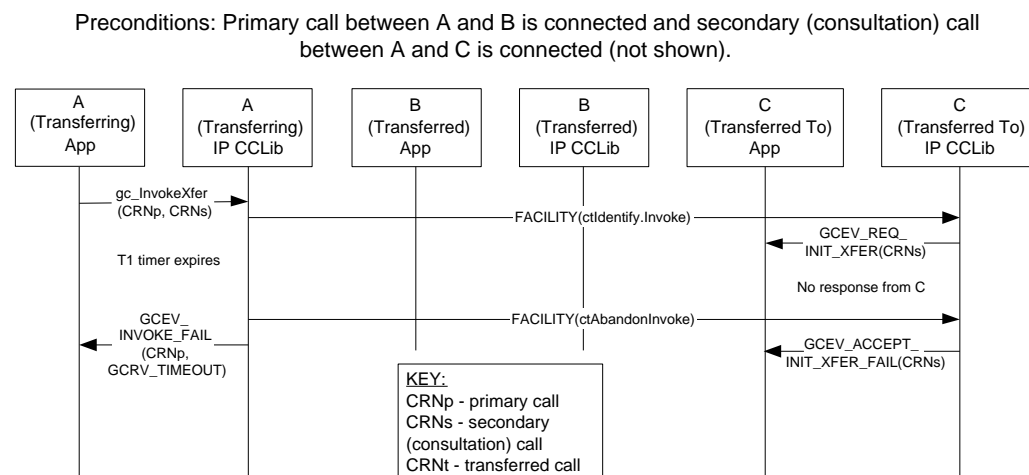 Preconditions: Primary call between A and B is connected and secondary (consultation) call
between A and C is connected (not shown).
A
(Transferring)
App
A
(Transferring)
IP CCLib
B
(Transferred)
App
B
(Transferred)
IP CCLib
C
(Transferred To)
App
C
(Transferred To)
IP CCLib
gc_InvokeXfer
(CRNp, CRNs)
FACILITY(ctIdentify.Invoke)
GCEV_REQ_
INIT_XFER(CRNs)
T1 timer expires
No response from C
FACILITY(ctAbandonInvoke)
GCEV_
INVOKE_FAIL
(CRNp,
GCRV_TIMEOUT)
GCEV_ACCEPT_
INIT_XFER_FAIL(CRNs)
KEY:
CRNp - primary call
CRNs - secondary
(consultation) call
CRNt - transferred call